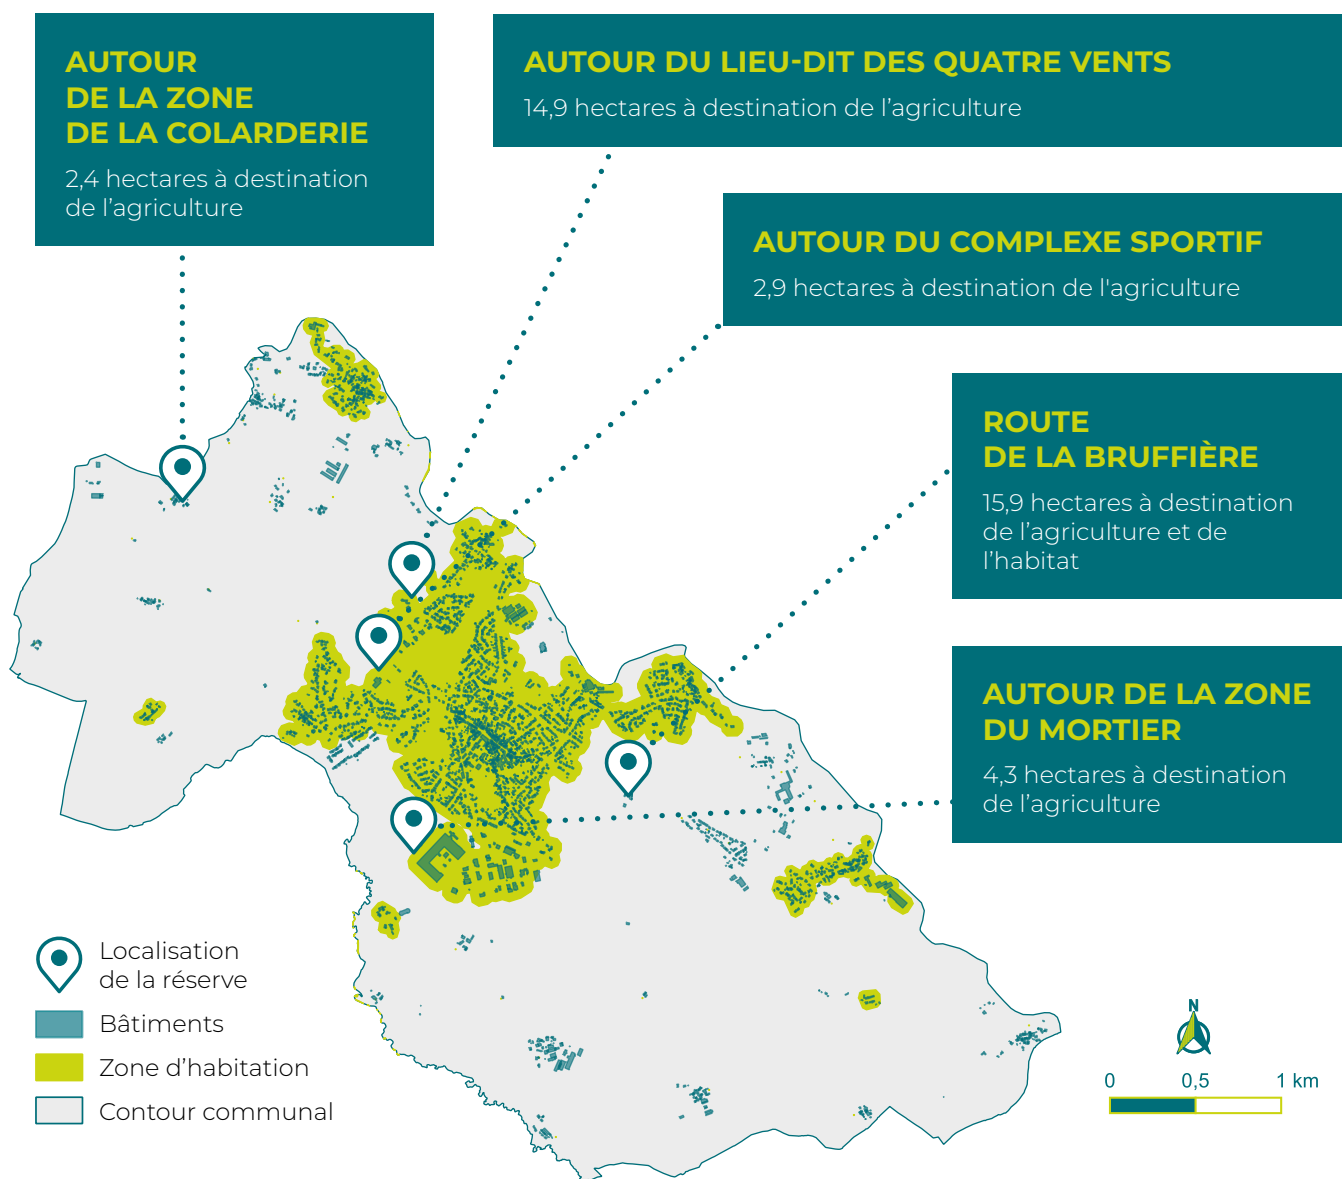 AUTOUR
DE LA ZONE
DE LA COLARDERIE
2,4 hectares à destination
de l’agriculture
AUTOUR DU LIEU-DIT DES QUATRE VENTS
14,9 hectares à destination de l’agriculture
AUTOUR DU COMPLEXE SPORTIF
2,9 hectares à destination de l'agriculture
ROUTE
DE LA BRUFFIÈRE
15,9 hectares à destination
de l’agriculture et de
l’habitat
AUTOUR DE LA ZONE
DU MORTIER
4,3 hectares à destination
de l’agriculture
Localisation
de la réserve
Bâtiments
Zone d’habitation
Contour communal
N
0 0,5 1 km